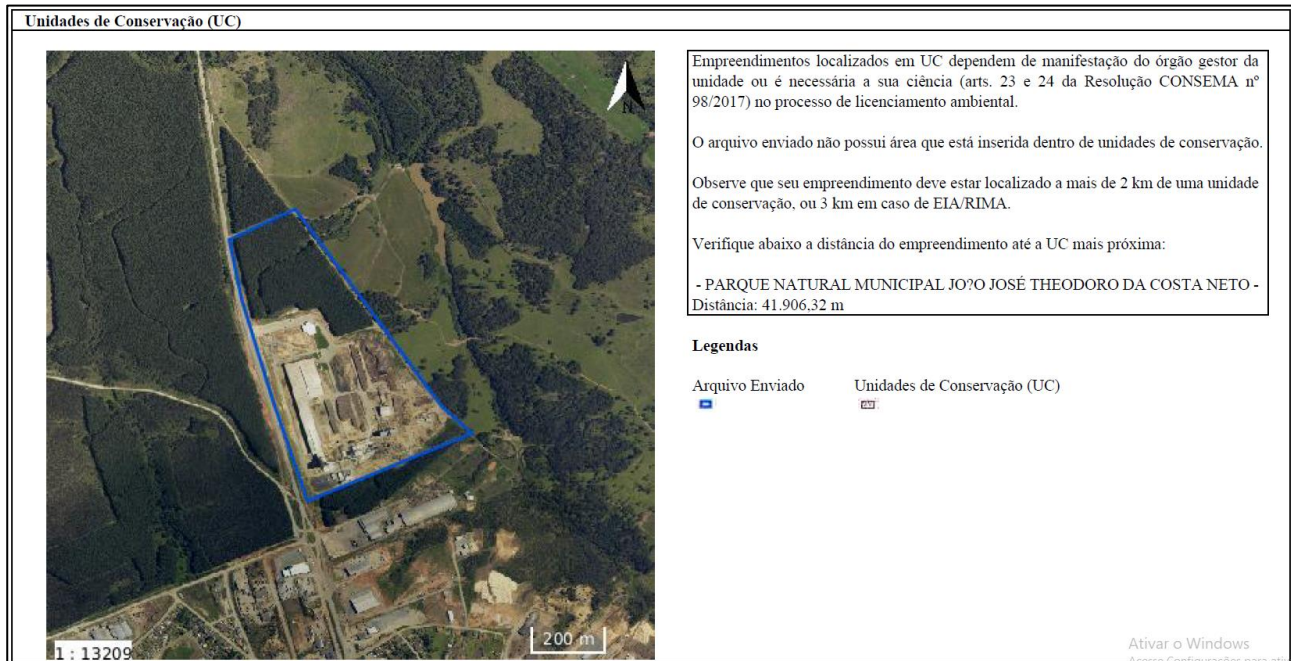 Unidades de Conservação (UC)
N
Empreendimentos localizados em UC dependem de manifestação do órgão gestor da
unidade ou é necessária a sua ciência (arts. 23 e 24 da Resolução CONSEMA nº
98/2017) no processo de licenciamento ambiental.
O arquivo enviado não possui área que está inserida dentro de unidades de conservação.
Observe que seu empreendimento deve estar localizado a mais de 2 km de uma unidade
de conservação, ou 3 km em caso de EIA/RIMA.
Verifique abaixo a distância do empreendimento até a UC mais próxima:
- PARQUE NATURAL MUNICIPAL JO?O JOSÉ THEODORO DA COSTA NETO -
Distância: 41.906,32 m
Legendas
Arquivo Enviado Unidades de Conservação (UC)
200 m
1 : 13209
Ativar o Windows